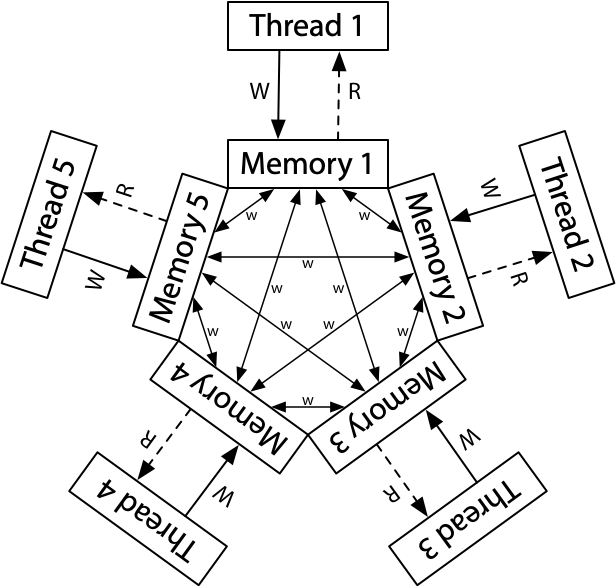 Thread 1
W
R
Memory 1
Thread 5
R
W
Memory 5
Memory 2
W
R
Thread 2
w
w
w
w
w
w
w
w
w
w
Memory 4
Memory 3
R
W
Thread 4
W
R
Thread 3